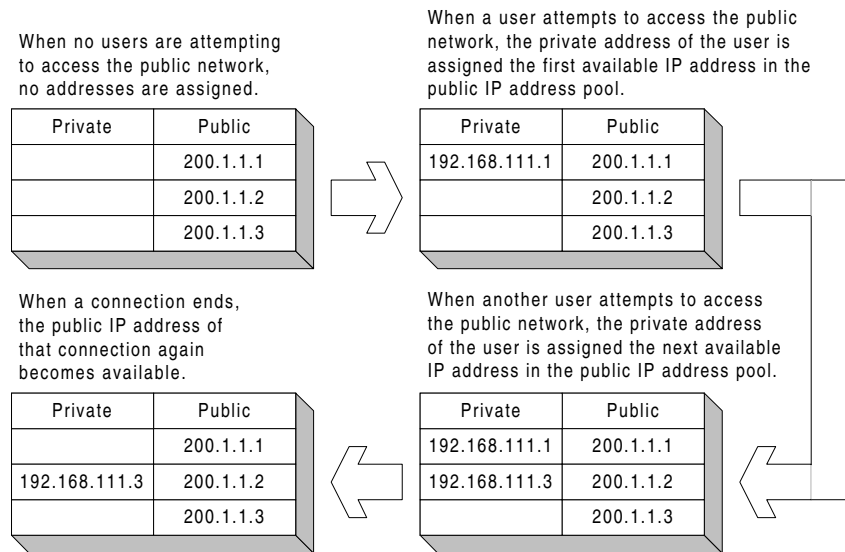 When no users are attempting
to access the public network,
no addresses are assigned.
Private Public
200.1.1.1
200.1.1.2
200.1.1.3
When a user attempts to access the public
network, the private address of the user is
assigned the first available IP address in the
public IP address pool.
Private Public
192.168.111.1 200.1.1.1
200.1.1.2
200.1.1.3
When another user attempts to access
the public network, the private address
of the user is assigned the next available
IP address in the public IP address pool.
Private Public
192.168.111.1 200.1.1.1
192.168.111.3 200.1.1.2
200.1.1.3
When a connection ends,
the public IP address of
that connection again
becomes available.
Private Public
200.1.1.1
192.168.111.3 200.1.1.2
200.1.1.3